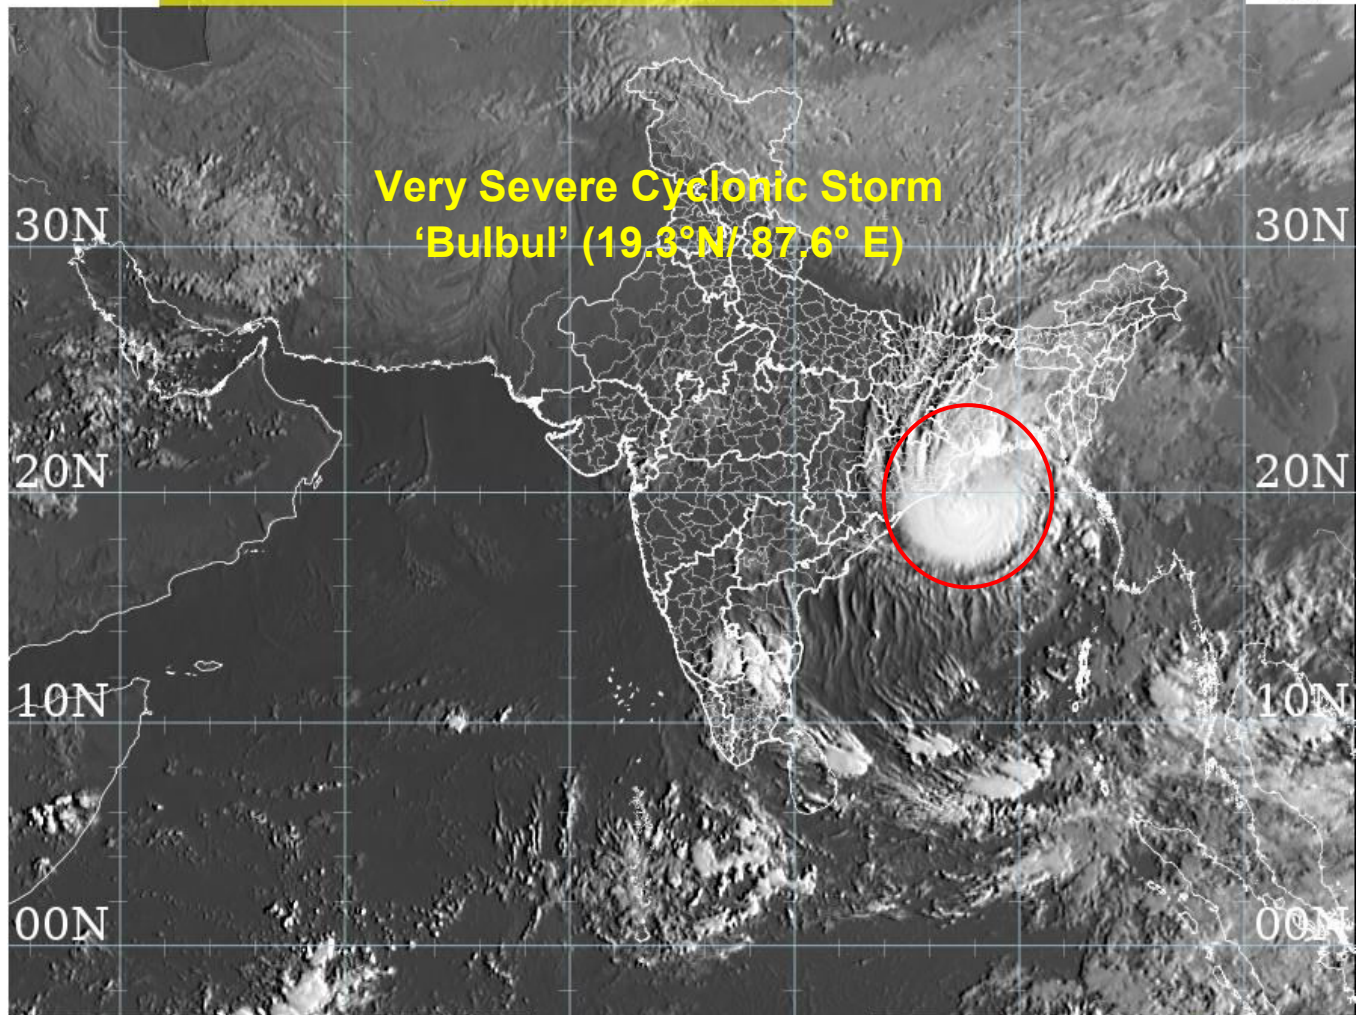 Very Severe Cyclonic Storm
‘Bulbul’ (19.3°N/ 87.6° E)
30N 30N
20N 20N
10N 10N
00N 00N